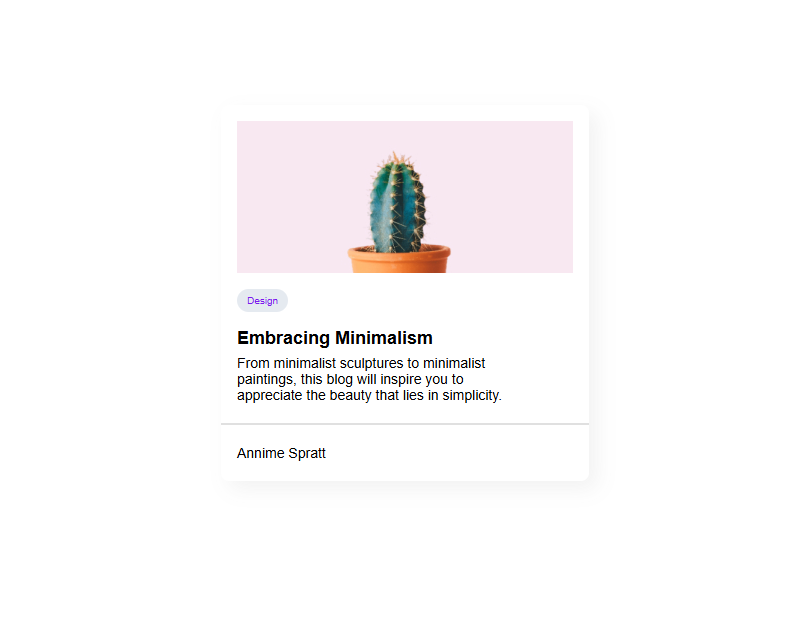 Design
Embracing Minimalism
From minimalist sculptures to minimalist
paintings, this blog will inspire you to
appreciate the beauty that lies in simplicity.
Annime Spratt